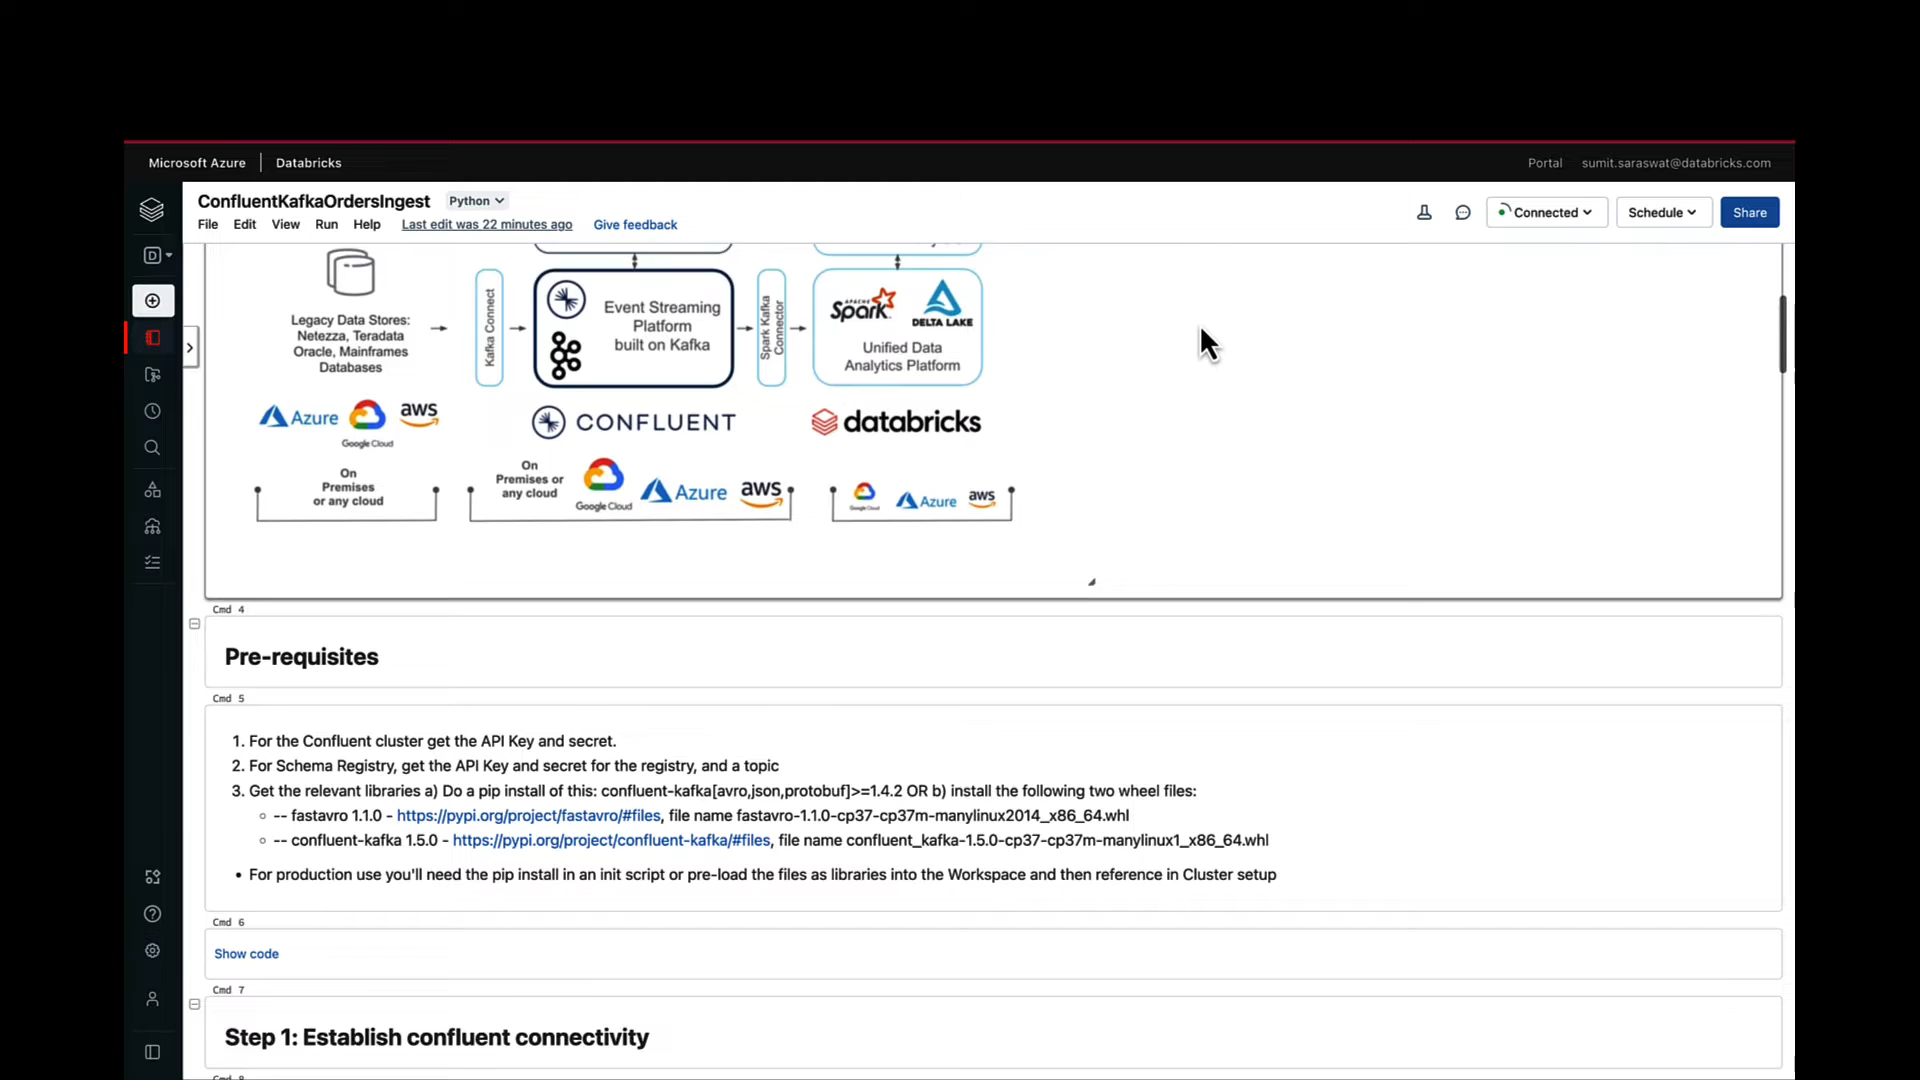 Microsoft Azure
Databricks
Portal
sumit.saraswat@databricks.com
ConfluentKafkaOrdersIngest
Python
File
Edit
View
Run
Help
Last edit was 22 minutes ago
Give feedback
Connected
Schedule
Share
D
Legacy Data Stores:
Netezza, Teradata
Oracle, Mainframes
Databases
Kafka Connect
Event Streaming
Platform
built on Kafka
Spark Kafka
Connector
APACHE
Spark
DELTA LAKE
Unified Data
Analytics Platform
Azure
Google Cloud
aws
CONFLUENT
databricks
On
Premises
or any cloud
On
Premises or
any cloud
Google Cloud
Azure
aws
Google Cloud
Azure
aws
Cmd 4
Pre-requisites
Cmd 5
1. For the Confluent cluster get the API Key and secret.
2. For Schema Registry, get the API Key and secret for the registry, and a topic
3. Get the relevant libraries a) Do a pip install of this: confluent-kafka[avro,json,protobuf]>=1.4.2 OR b) install the following two wheel files:
-- fastavro 1.1.0 - https://pypi.org/project/fastavro/#files, file name fastavro-1.1.0-cp37-cp37m-manylinux2014_x86_64.whl
-- confluent-kafka 1.5.0 - https://pypi.org/project/confluent-kafka/#files, file name confluent_kafka-1.5.0-cp37-cp37m-manylinux1_x86_64.whl
• For production use you'll need the pip install in an init script or pre-load the files as libraries into the Workspace and then reference in Cluster setup
Cmd 6
Show code
Cmd 7
Step 1: Establish confluent connectivity